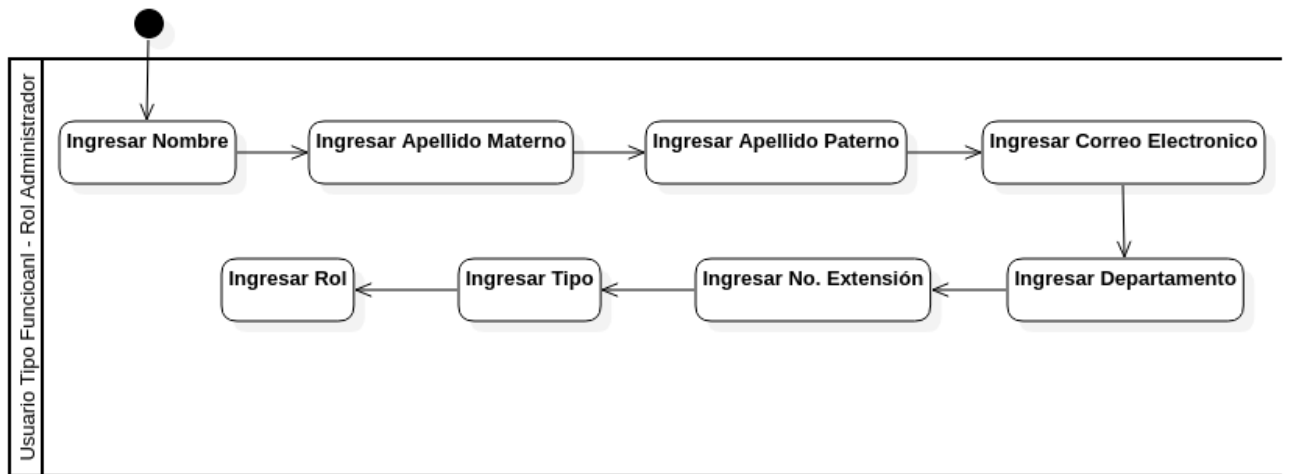 Usuario Tipo Funcioanl - Rol Administrador
Ingresar Nombre
Ingresar Apellido Materno
Ingresar Apellido Paterno
Ingresar Correo Electronico
Ingresar Departamento
Ingresar No. Extensión
Ingresar Tipo
Ingresar Rol